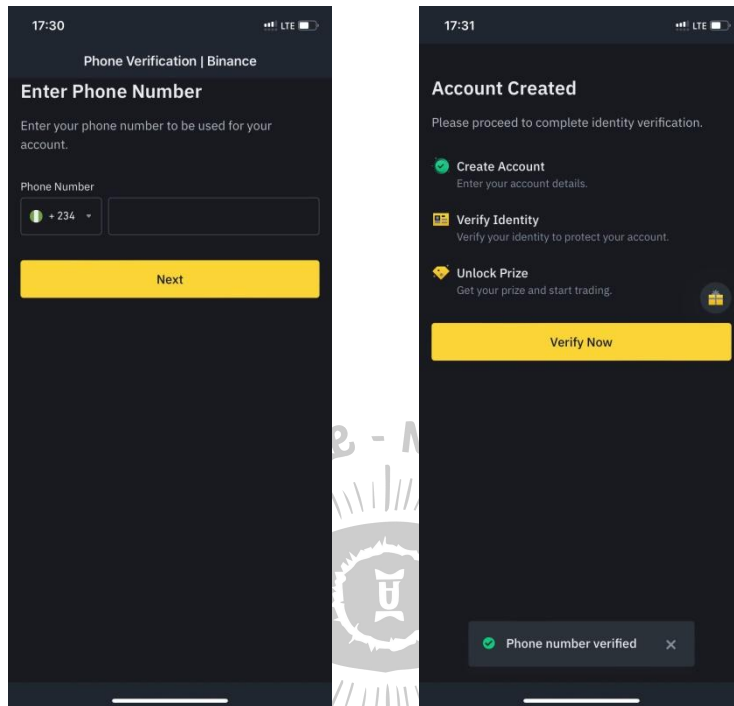 17:30
LTE
Phone Verification | Binance
Enter Phone Number
Enter your phone number to be used for your
account.
Phone Number
+ 234
Next
17:31
LTE
Account Created
Please proceed to complete identity verification.
Create Account
Enter your account details.
Verify Identity
Verify your identity to protect your account.
Unlock Prize
Get your prize and start trading.
Verify Now
Phone number verified